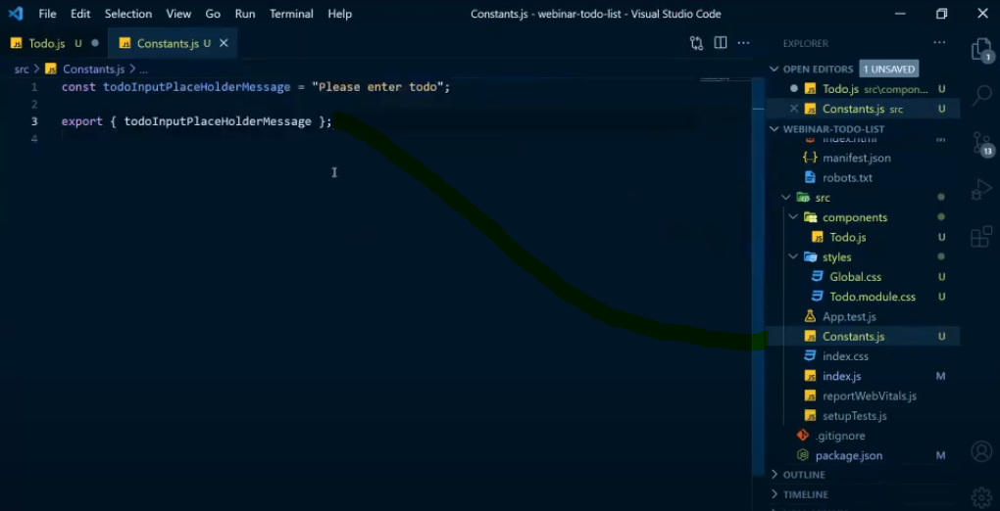 File Edit Selection View Go Run Terminal Help Constants.js - webinar-todo-list - Visual Studio Code
Todo.js U Constants.js U
src > Constants.js > ...
1 const todoInputPlaceHolderMessage = "Please enter todo";
2
3 export { todoInputPlaceHolderMessage };
4
EXPLORER
OPEN EDITORS 1 UNSAVED
Todo.js src\compon... U
Constants.js src U
WEBINAR-TODO-LIST
index.html M
manifest.json
robots.txt
src
components
Todo.js U
styles
Global.css U
Todo.module.css U
App.test.js
Constants.js U
index.css
index.js M
reportWebVitals.js
setupTests.js
.gitignore
package.json M
OUTLINE
TIMELINE
1
13